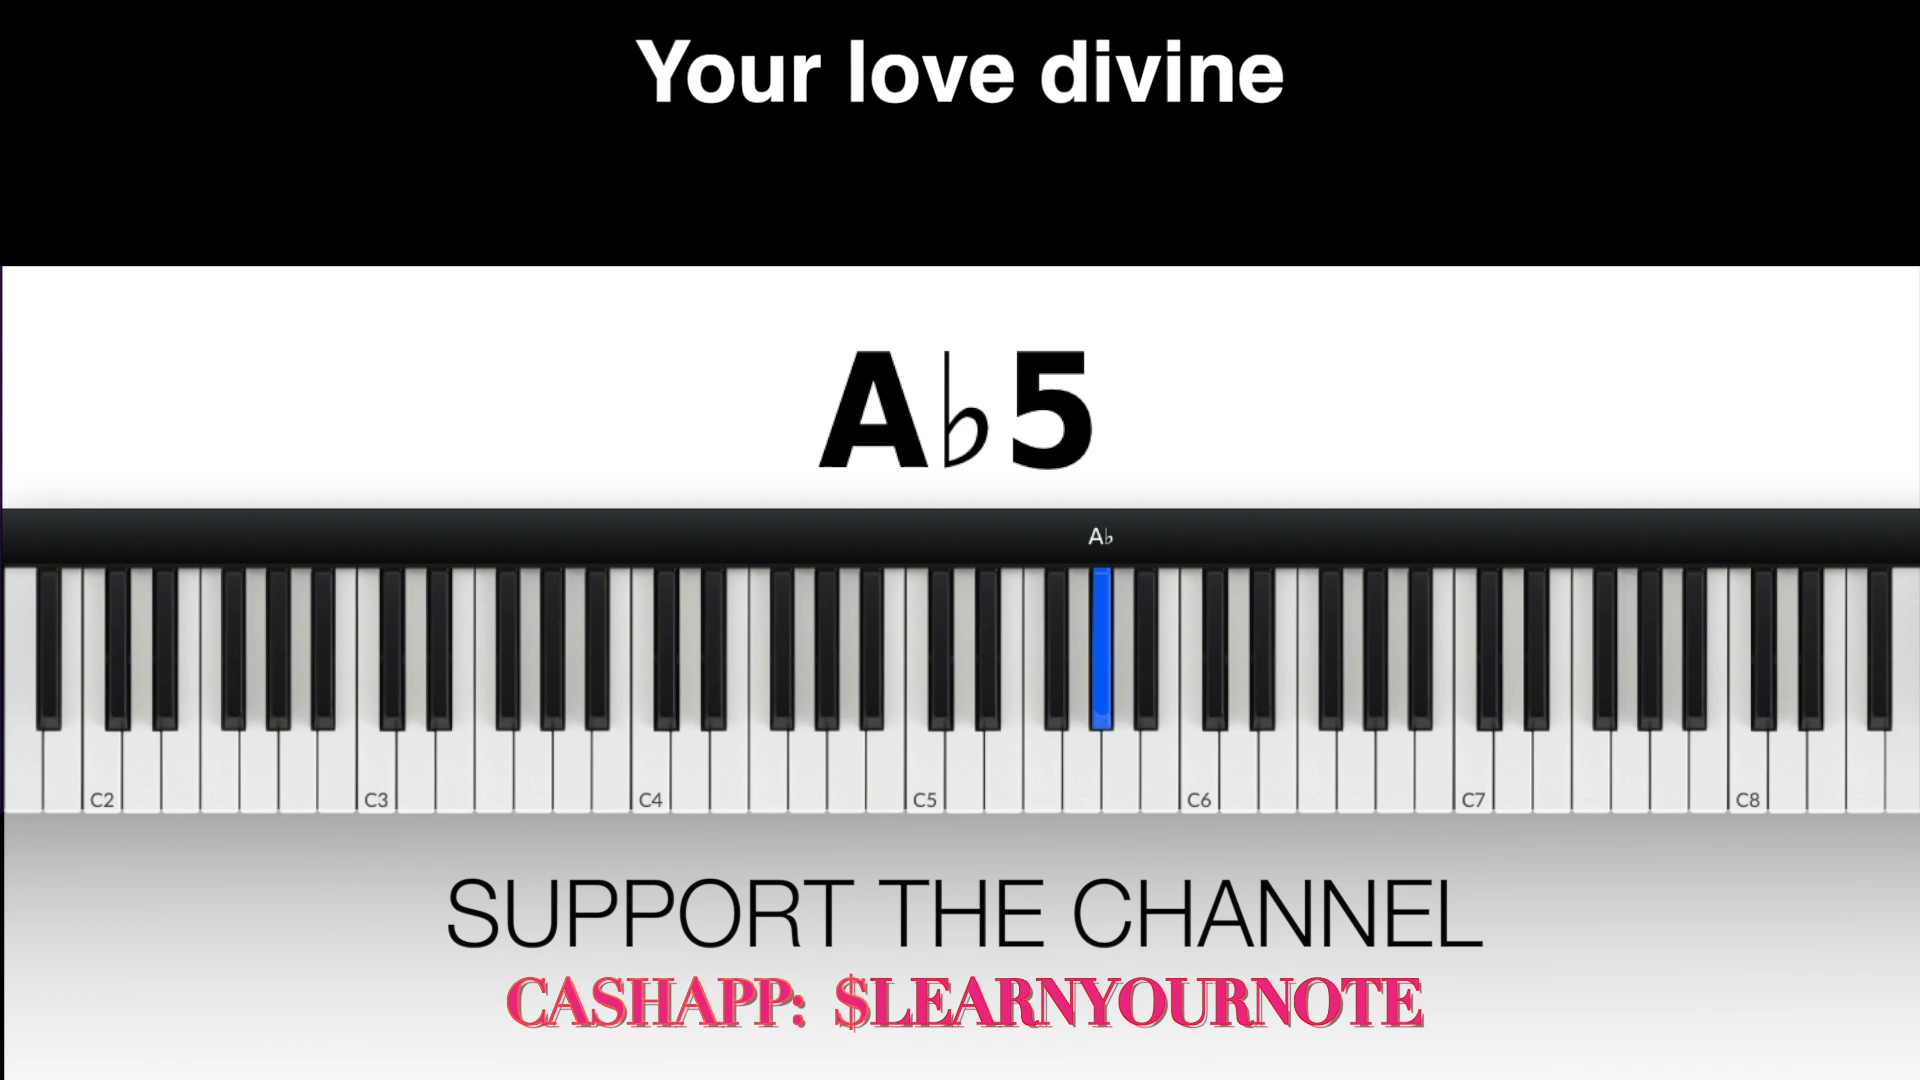 Your love divine
A♭5
A♭
C2 C3 C4 C5 C6 C7 C8
SUPPORT THE CHANNEL
CASHAPP: $LEARNYOURNOTE